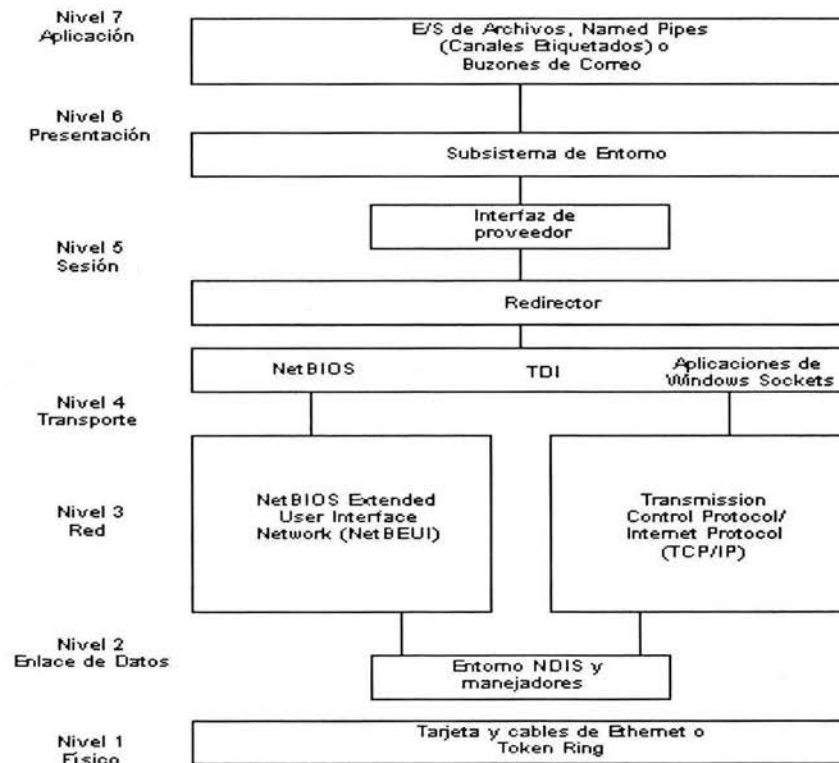 Nivel 7
Aplicación
E/S de Archivos, Named Pipes
(Canales Etiquetados) o
Buzones de Correo
Nivel 6
Presentación
Subsistema de Entorno
Interfaz de
proveedor
Nivel 5
Sesión
Redirector
NetBIOS
TDI
Aplicaciones de
Windows Sockets
Nivel 4
Transporte
Nivel 3
Red
NetBIOS Extended
User Interface
Network (NetBEUI)
Transmission
Control Protocol/
Internet Protocol
(TCP/IP)
Nivel 2
Enlace de Datos
Entorno NDIS y
manejadores
Nivel 1
Físico
Tarjeta y cables de Ethernet o
Token Ring